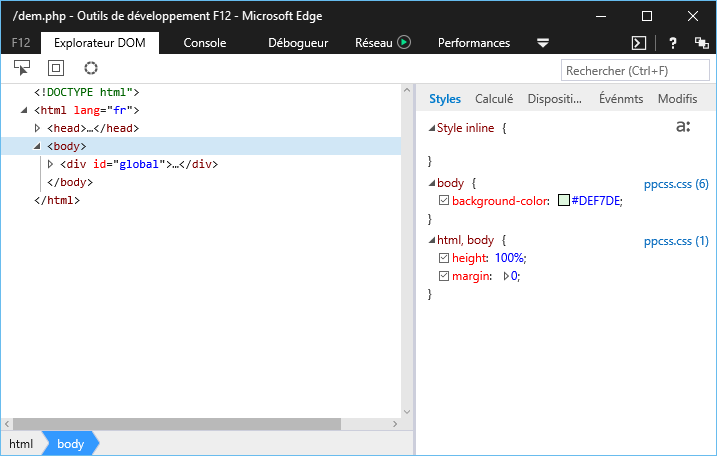 /dem.php - Outils de développement F12 - Microsoft Edge
F12 Explorateur DOM Console Débogueur Réseau Performances ?
Rechercher (Ctrl+F)
<!DOCTYPE html">
<html lang="fr">
<head>…</head>
<body>
<div id="global">…</div>
</body>
</html>
html body
Styles Calculé Dispositi... Événmts Modifis
Style inline {
a:
}
body { ppcss.css (6)
background-color: #DEF7DE;
}
html, body { ppcss.css (1)
height: 100%;
margin: 0;
}